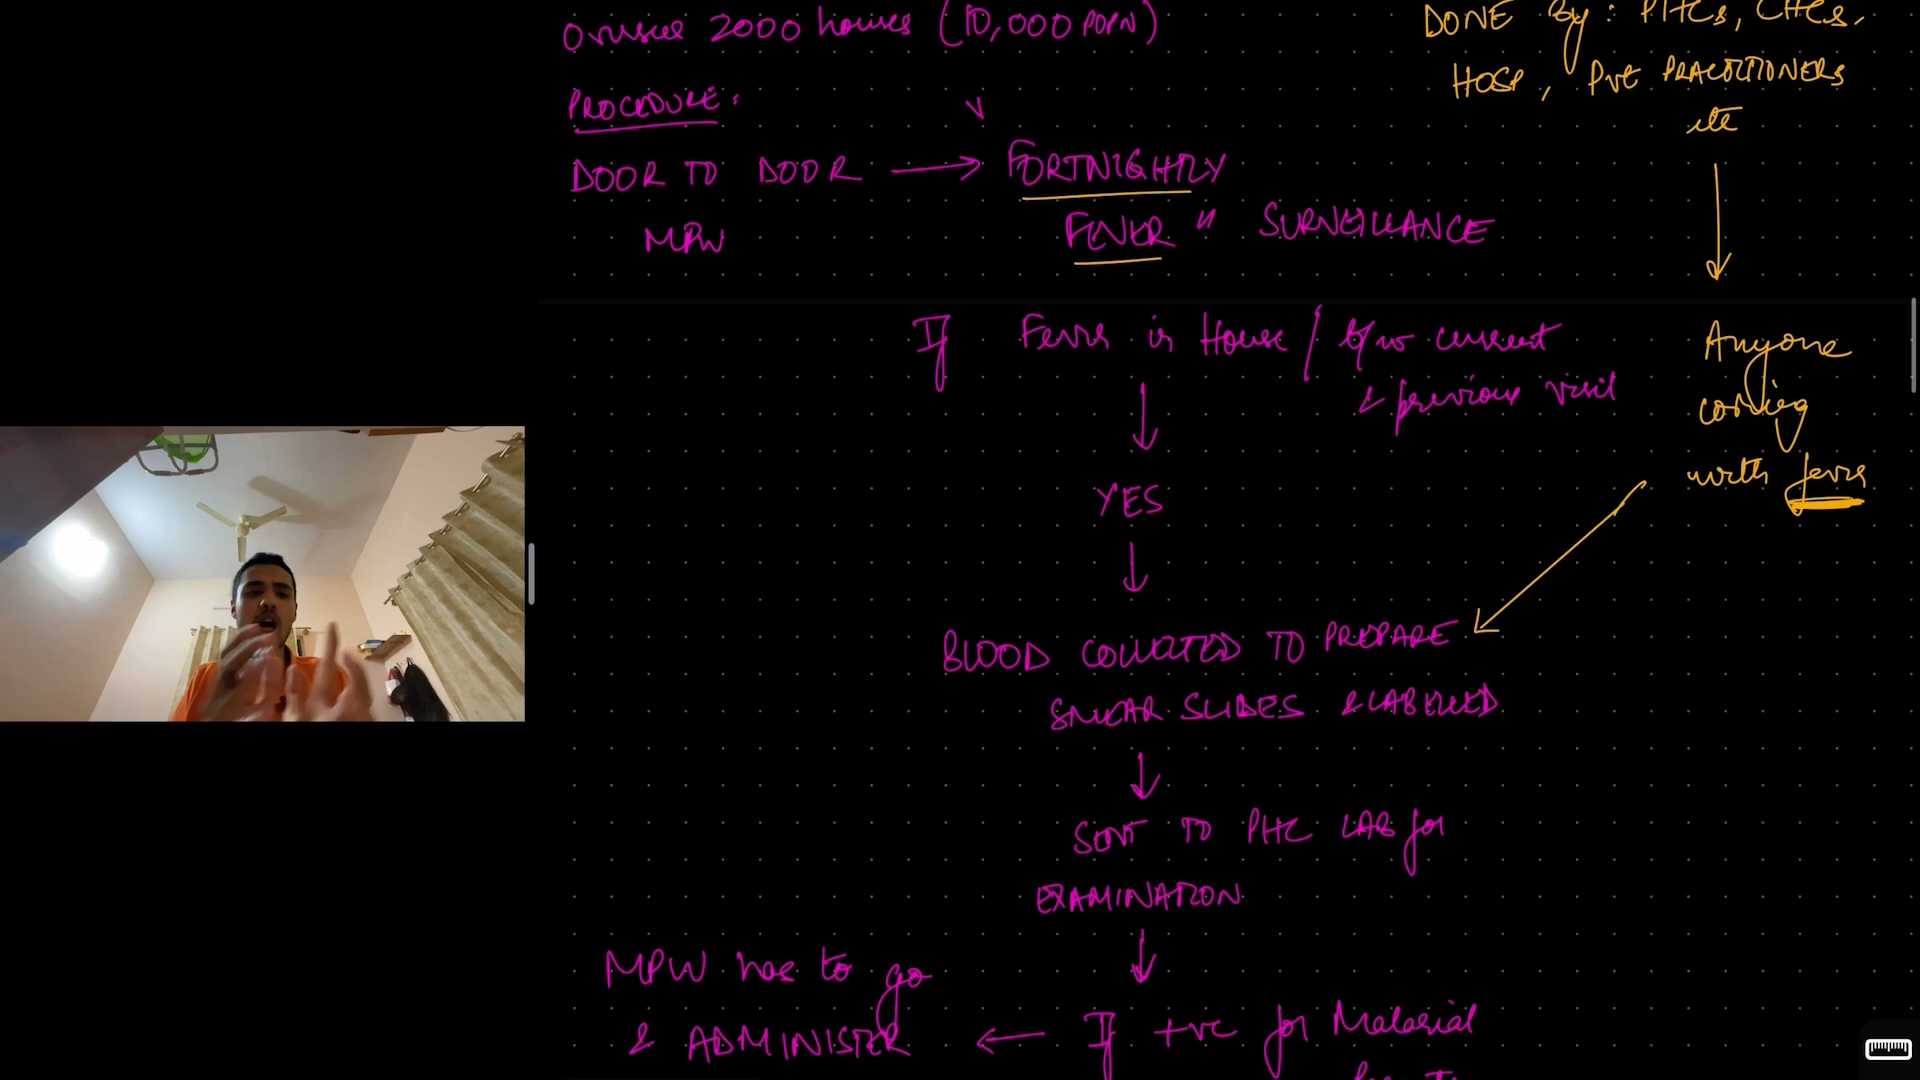 2000 houses (10,000 POPN)
PROCEDURE:
DOOR TO DOOR → FORTNIGHTLY
MPW
FEVER " SURVEILLANCE
If Fever in House / b/w current
& previous visit
↓
YES
↓
BLOOD COLLECTED TO PREPARE
SMEAR SLIDES & LABELLED
↓
SENT TO PHC LAB for
EXAMINATION
↓
MPW has to go
& ADMINISTER ← If +ve for Malarial
DONE By: PHCs, CHCs,
HOSP, Pvt PRACTITIONERS
etc
↓
Anyone
coming
with fever